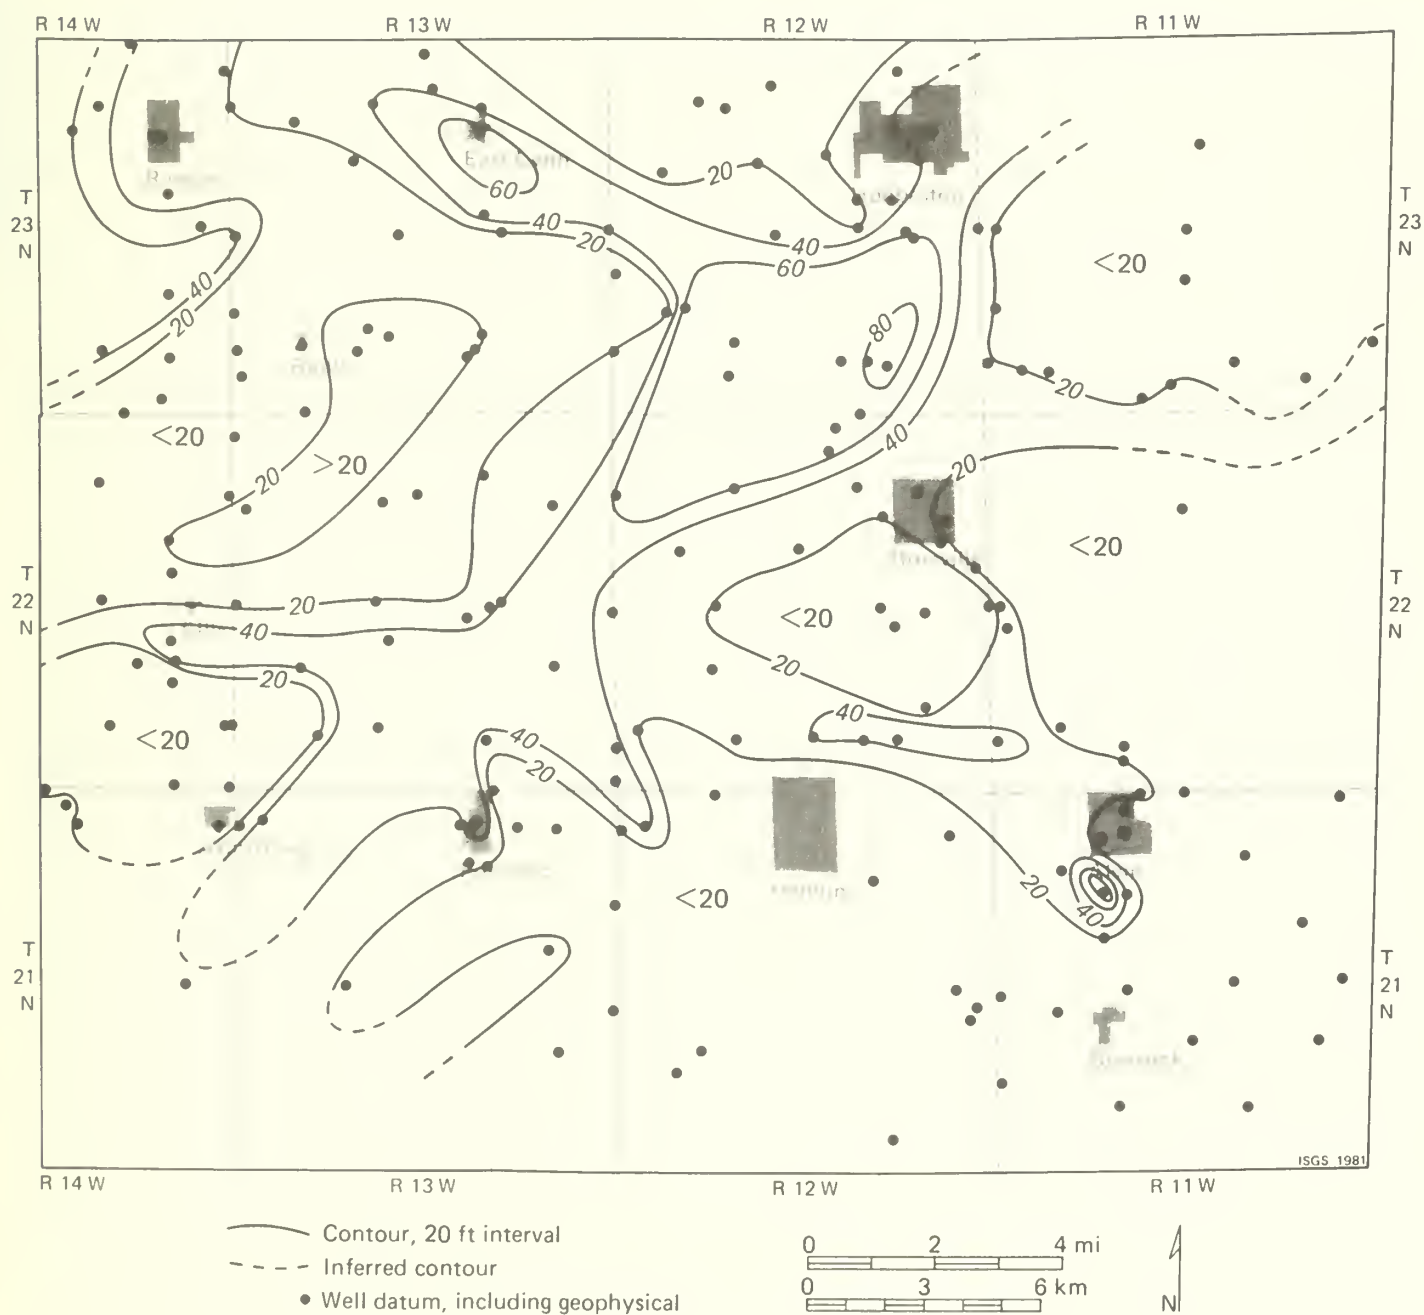 R 14 W R 13 W R 12 W R 11 W
T
23
N
T
23
N
20
60
40
20
40
60
<20
40
20
80
20
<20
>20
20
40
20
<20
T
22
N
T
22
N
20
40
<20
20
20
<20
40
40
20
<20
20
40
T
21
N
T
21
N
ISGS 1981
R 14 W R 13 W R 12 W R 11 W
Contour, 20 ft interval
Inferred contour
Well datum, including geophysical
0 2 4 mi
0 3 6 km
N